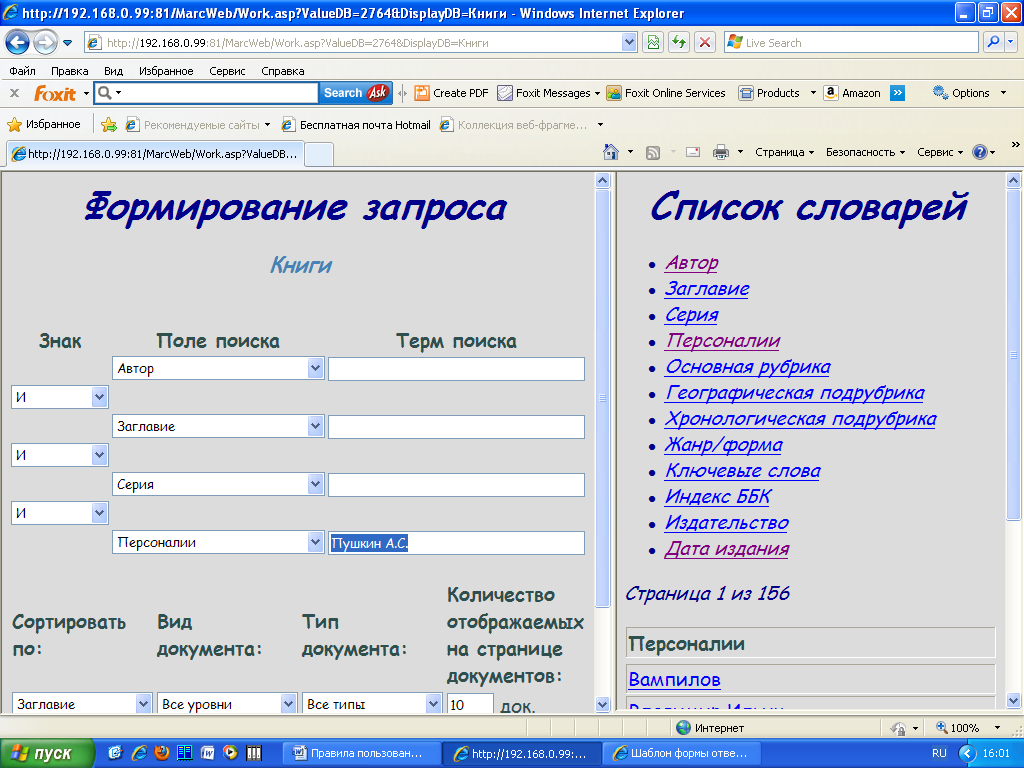 http://192.168.0.99:81/MarcWeb/Work.asp?ValueDB=2764&DisplayDB=Книги - Windows Internet Explorer
http://192.168.0.99:81/MarcWeb/Work.asp?ValueDB=2764&DisplayDB=Книги
Live Search
Файл Правка Вид Избранное Сервис Справка
x Foxit Search Ask Create PDF Foxit Messages Foxit Online Services Products Amazon » Options
Избранное Рекомендуемые сайты Бесплатная почта Hotmail Коллекция веб-фрагме...
http://192.168.0.99:81/MarcWeb/Work.asp?ValueDB... Страница Безопасность Сервис »
Формирование запроса
Книги
Знак Поле поиска Терм поиска
Автор
И
Заглавие
И
Серия
И
Персоналии Пушкин А.С.
Сортировать по:
Вид документа:
Тип документа:
Количество отображаемых на странице документов:
Заглавие Все уровни Все типы 10 док.
Список словарей
Автор
Заглавие
Серия
Персоналии
Основная рубрика
Географическая подрубрика
Хронологическая подрубрика
Жанр/форма
Ключевые слова
Индекс ББК
Издательство
Дата издания
Страница 1 из 156
Персоналии
Вампилов
Интернет 100%
пуск Правила пользован... http://192.168.0.99:... Шаблон формы отве... RU 16:01